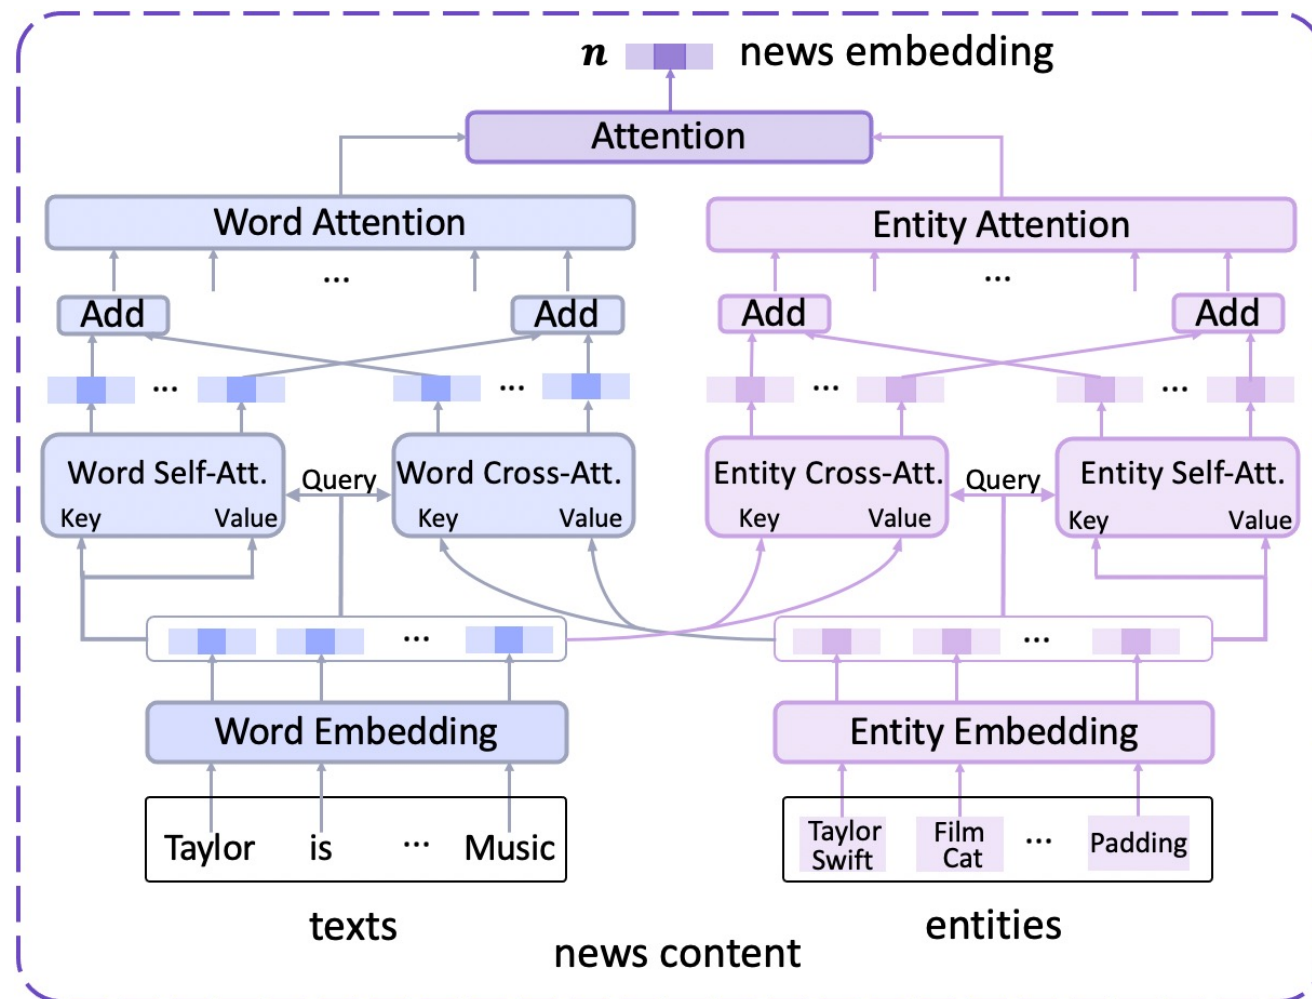 n news embedding
Attention
Word Attention
Entity Attention
...
...
Add
Add
Add
Add
...
...
...
...
Word Self-Att.
Query
Word Cross-Att.
Entity Cross-Att.
Query
Entity Self-Att.
Key Value
Key Value
Key Value
Key Value
...
...
Word Embedding
Entity Embedding
Taylor is ... Music
Taylor
Swift
Film
Cat
...
Padding
texts
entities
news content